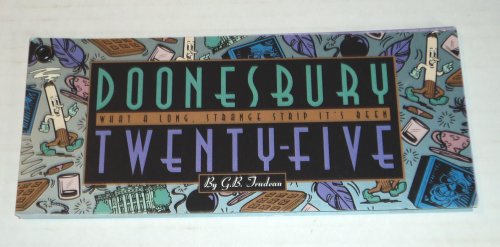 DOONESBURY
WHAT A LONG, STRANGE STRIP IT'S BEEN
TWENTY-FIVE
By G.B. Trudeau